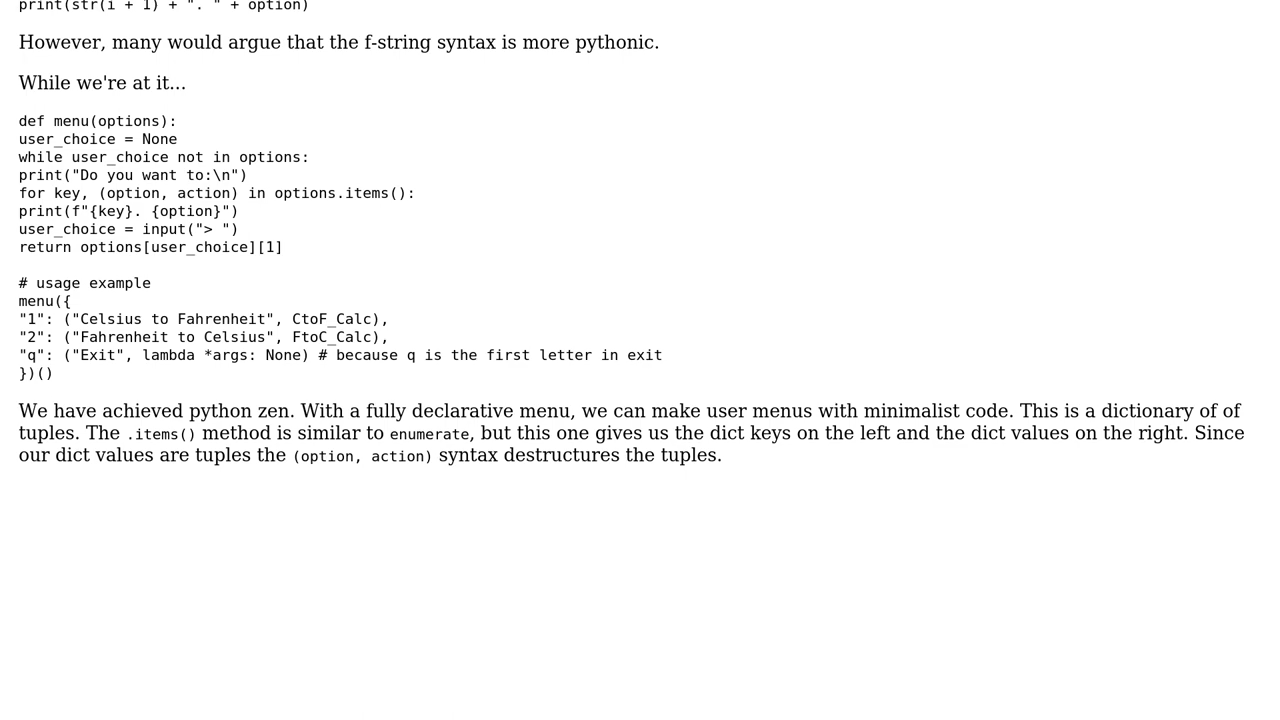 print(str(i + 1) + ". " + option)
However, many would argue that the f-string syntax is more pythonic.
While we're at it...
def menu(options):
user_choice = None
while user_choice not in options:
print("Do you want to:\n")
for key, (option, action) in options.items():
print(f"{key}. {option}")
user_choice = input("> ")
return options[user_choice][1]
# usage example
menu({
"1": ("Celsius to Fahrenheit", CtoF_Calc),
"2": ("Fahrenheit to Celsius", FtoC_Calc),
"q": ("Exit", lambda *args: None) # because q is the first letter in exit
})()
We have achieved python zen. With a fully declarative menu, we can make user menus with minimalist code. This is a dictionary of of
tuples. The .items() method is similar to enumerate, but this one gives us the dict keys on the left and the dict values on the right. Since
our dict values are tuples the (option, action) syntax destructures the tuples.